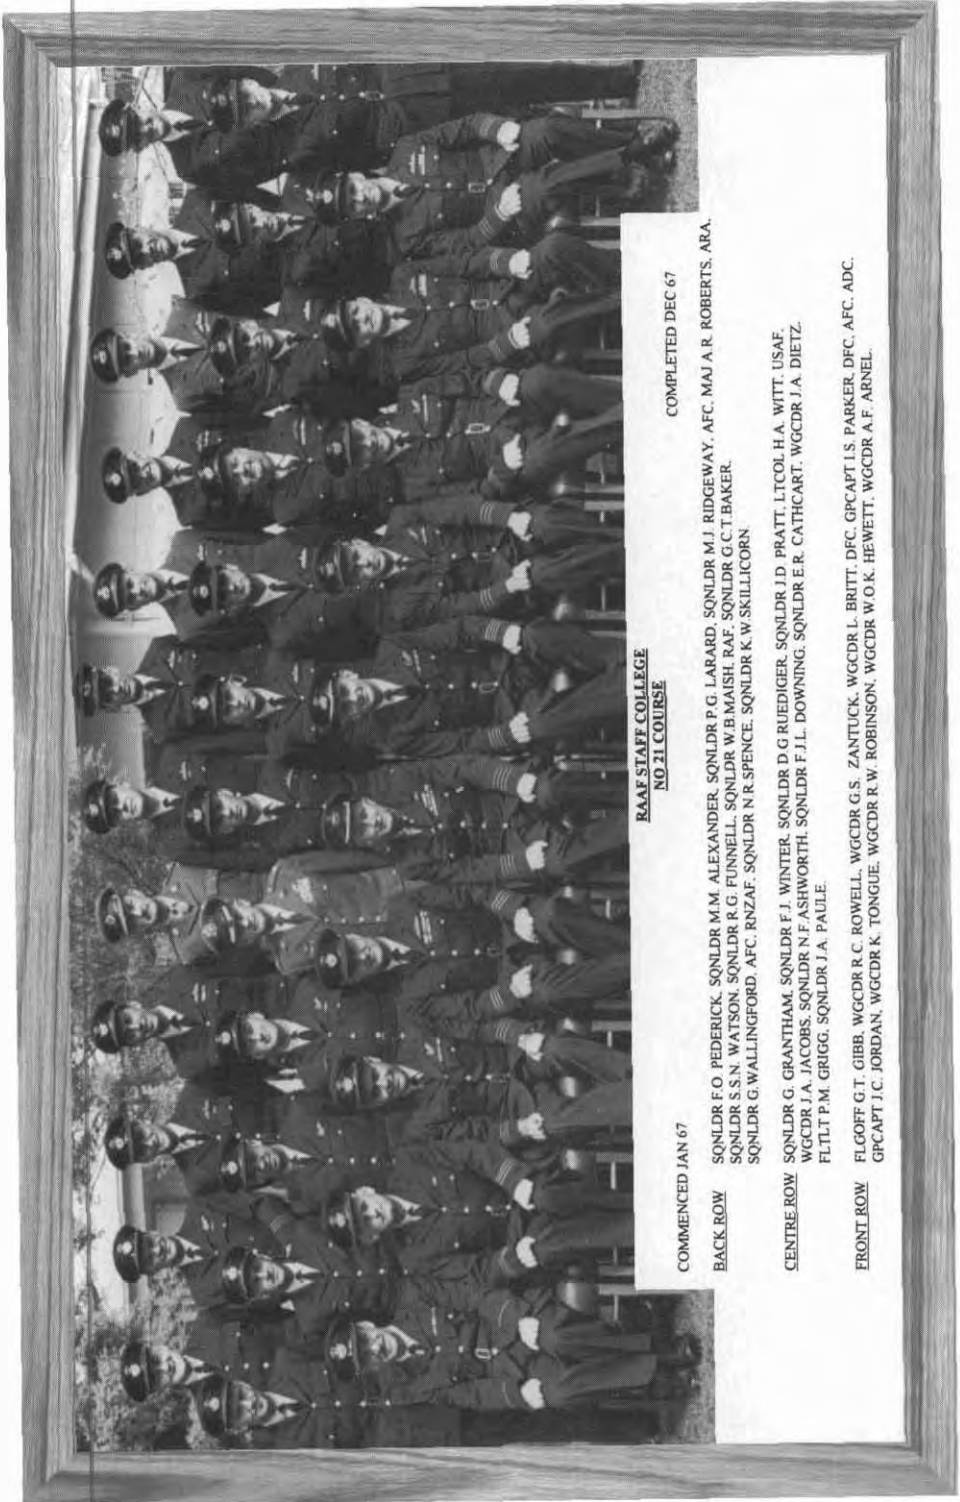 RAAF STAFF COLLEGE
NO 21 COURSE
COMMENCED JAN 67 COMPLETED DEC 67
BACK ROW SQNLDR F.O. PEDERICK, SQNLDR M.M. ALEXANDER, SQNLDR P.G. LARARD, SQNLDR M.J. RIDGEWAY, AFC, MAJ A.R. ROBERTS, ARA,
SQNLDR S.S.N. WATSON, SQNLDR R.G. FUNNELL, SQNLDR W.B.MAISH, RAF, SQNLDR G.C.T.BAKER,
SQNLDR G.WALLINGFORD, AFC, RNZAF, SQNLDR N.R.SPENCE, SQNLDR K.W.SKILLICORN.
CENTRE ROW SQNLDR G. GRANTHAM, SQNLDR F.J. WINTER, SQNLDR D.G RUEDIGER, SQNLDR J.D PRATT, LTCOL H.A. WITT, USAF,
WGCDR J.A. JACOBS, SQNLDR N.F.ASHWORTH, SQNLDR F.J.L. DOWNING, SQNLDR E.R. CATHCART, WGCDR J.A. DIETZ,
FLTLT P.M. GRIGG, SQNLDR J.A. PAULE.
FRONT ROW FLGOFF G.T. GIBB, WGCDR R.C. ROWELL, WGCDR G.S. ZANTUCK, WGCDR L. BRITT, DFC, GPCAPT I.S. PARKER, DFC, AFC, ADC,
GPCAPT J.C. JORDAN, WGCDR K. TONGUE, WGCDR R.W. ROBINSON, WGCDR W.O.K. HEWETT, WGCDR A.F. ARNEL.